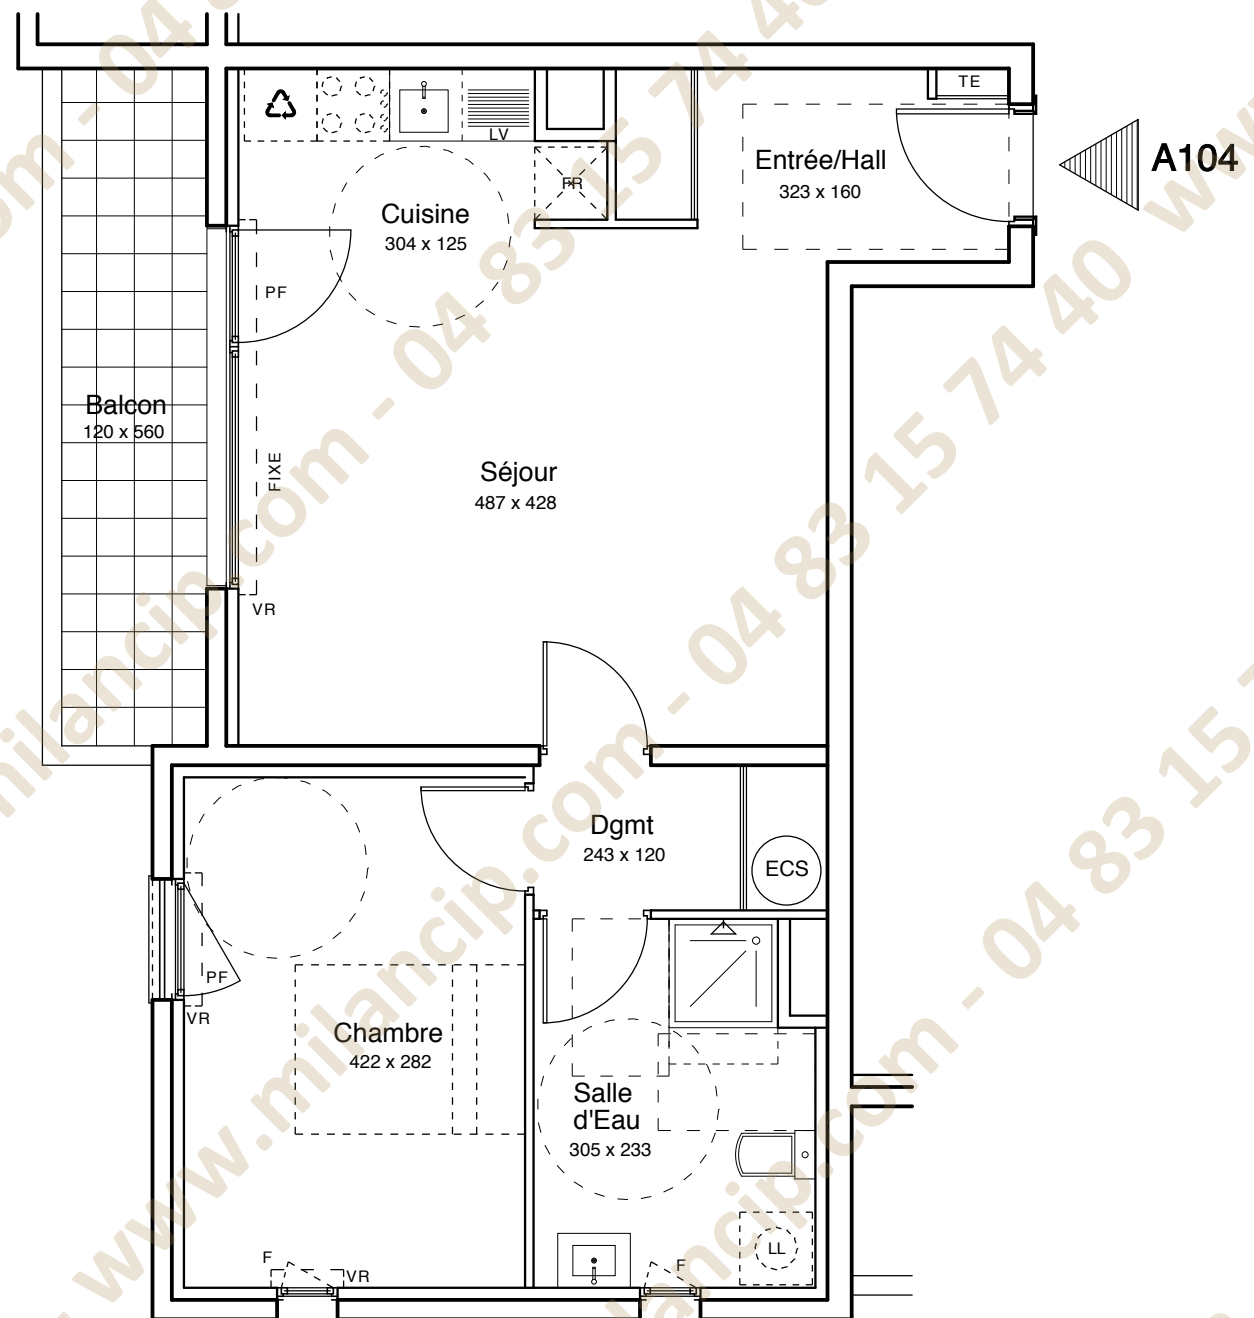 TE
A104
Entrée/Hall
323 x 160
LV
FR
Cuisine
304 x 125
PF
Balcon
120 x 560
FIXE
Séjour
487 x 428
VR
Dgmt
243 x 120
ECS
PF
VR
Chambre
422 x 282
Salle
d'Eau
305 x 233
LL
F
VR
F
www.milancip.com - 04 83 15 74 40